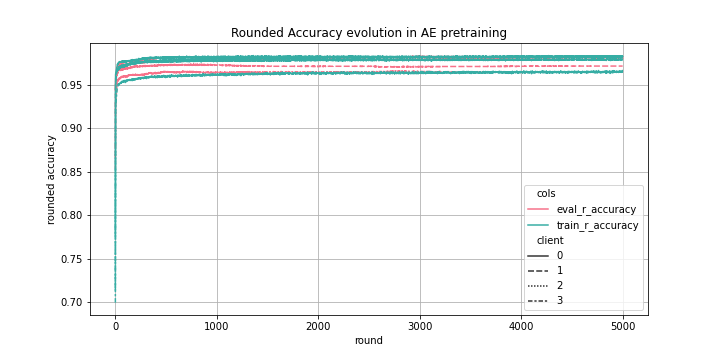 Rounded Accuracy evolution in AE pretraining
rounded accuracy
0.95
0.90
0.85
0.80
0.75
0.70
cols
eval_r_accuracy
train_r_accuracy
client
0
1
2
3
0
1000
2000
3000
4000
5000
round